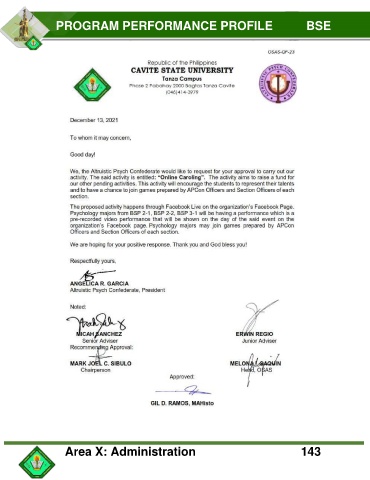 PROGRAM PERFORMANCE PROFILE BSE
OSAS-QF-23
Republic of the Philippines
CAVITE STATE UNIVERSITY
Tanza Campus
Phase 2 Pabahay 2000 Bagtas Tanza Cavite
(046)414-3979
December 13, 2021
To whom it may concern,
Good day!
We, the Altruistic Psych Confederate would like to request for your approval to carry out our
activity. The said activity is entitled: “Online Caroling”. The activity aims to raise a fund for
our other pending activities. This activity will encourage the students to represent their talents
and to have a chance to join games prepared by APCon Officers and Section Officers of each
section.
The proposed activity happens through Facebook Live on the organization's Facebook Page.
Psychology majors from BSP 2-1, BSP 2-2, BSP 3-1 will be having a performance which is a
pre-recorded video performance that will be shown on the day of the said event on the
organization's Facebook page. Psychology majors may join games prepared by APCon
Officers and Section Officers of each section.
We are hoping for your positive response. Thank you and God bless you!
Respectfully yours,
ANGELICA R. GARCIA
Altruistic Psych Confederate, President
Noted:
MICAH SANCHEZ ERWIN REGIO
Senior Adviser Junior Adviser
Recommending Approval:
MARK JOEL C. SIBULO MELONA I. SAQUIN
Chairperson Head, OSAS
Approved:
GIL D. RAMOS, MAHisto
Area X: Administration 143